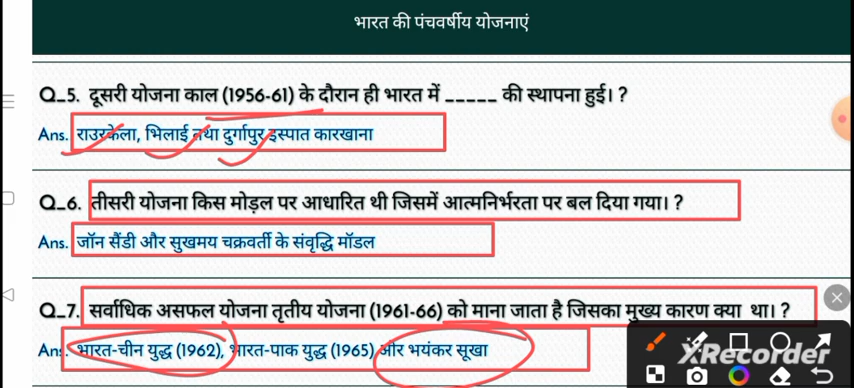 भारत की पंचवर्षीय योजनाएं
Q_5. दूसरी योजना काल (1956-61) के दौरान ही भारत में _____ की स्थापना हुई। ?
Ans. राउरकेला, भिलाई तथा दुर्गापुर इस्पात कारखाना
Q_6. तीसरी योजना किस मोड़ल पर आधारित थी जिसमें आत्मनिर्भरता पर बल दिया गया। ?
Ans. जॉन सैंडी और सुखमय चक्रवर्ती के संवृद्धि मॉडल
Q_7. सर्वाधिक असफल योजना तृतीय योजना (1961-66) को माना जाता है जिसका मुख्य कारण क्या था। ?
Ans. भारत-चीन युद्ध (1962), भारत-पाक युद्ध (1965) और भयंकर सूखा
XRecorder